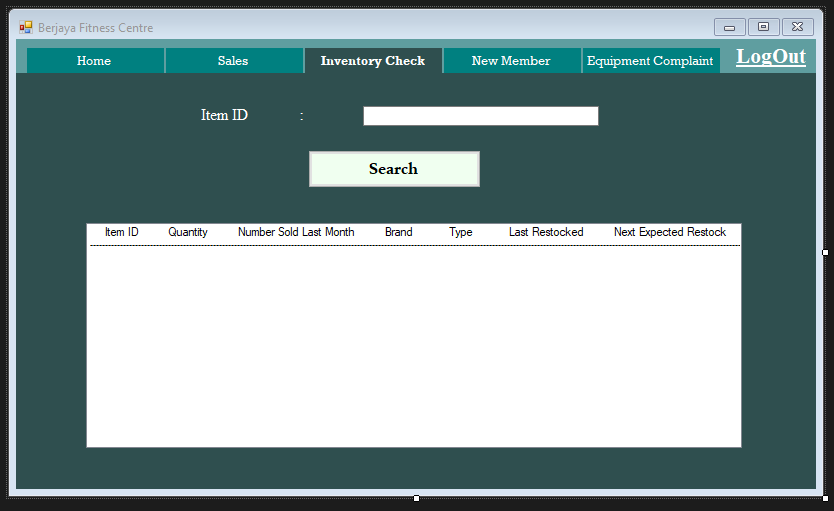 Berjaya Fitness Centre
Home Sales Inventory Check New Member Equipment Complaint LogOut
Item ID :
Search
Item ID Quantity Number Sold Last Month Brand Type Last Restocked Next Expected Restock